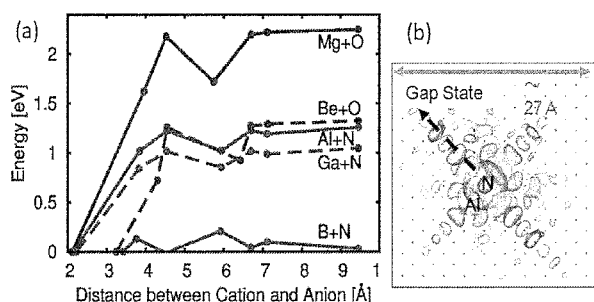 (a)
Energy [eV]
2
1.5
1
0.5
0
2 3 4 5 6 7 8 9 1
Distance between Cation and Anion [Å]
Mg+O
Be+O
Al+N
Ga+N
B+N
(b)
27 Å
Gap State
N
Al